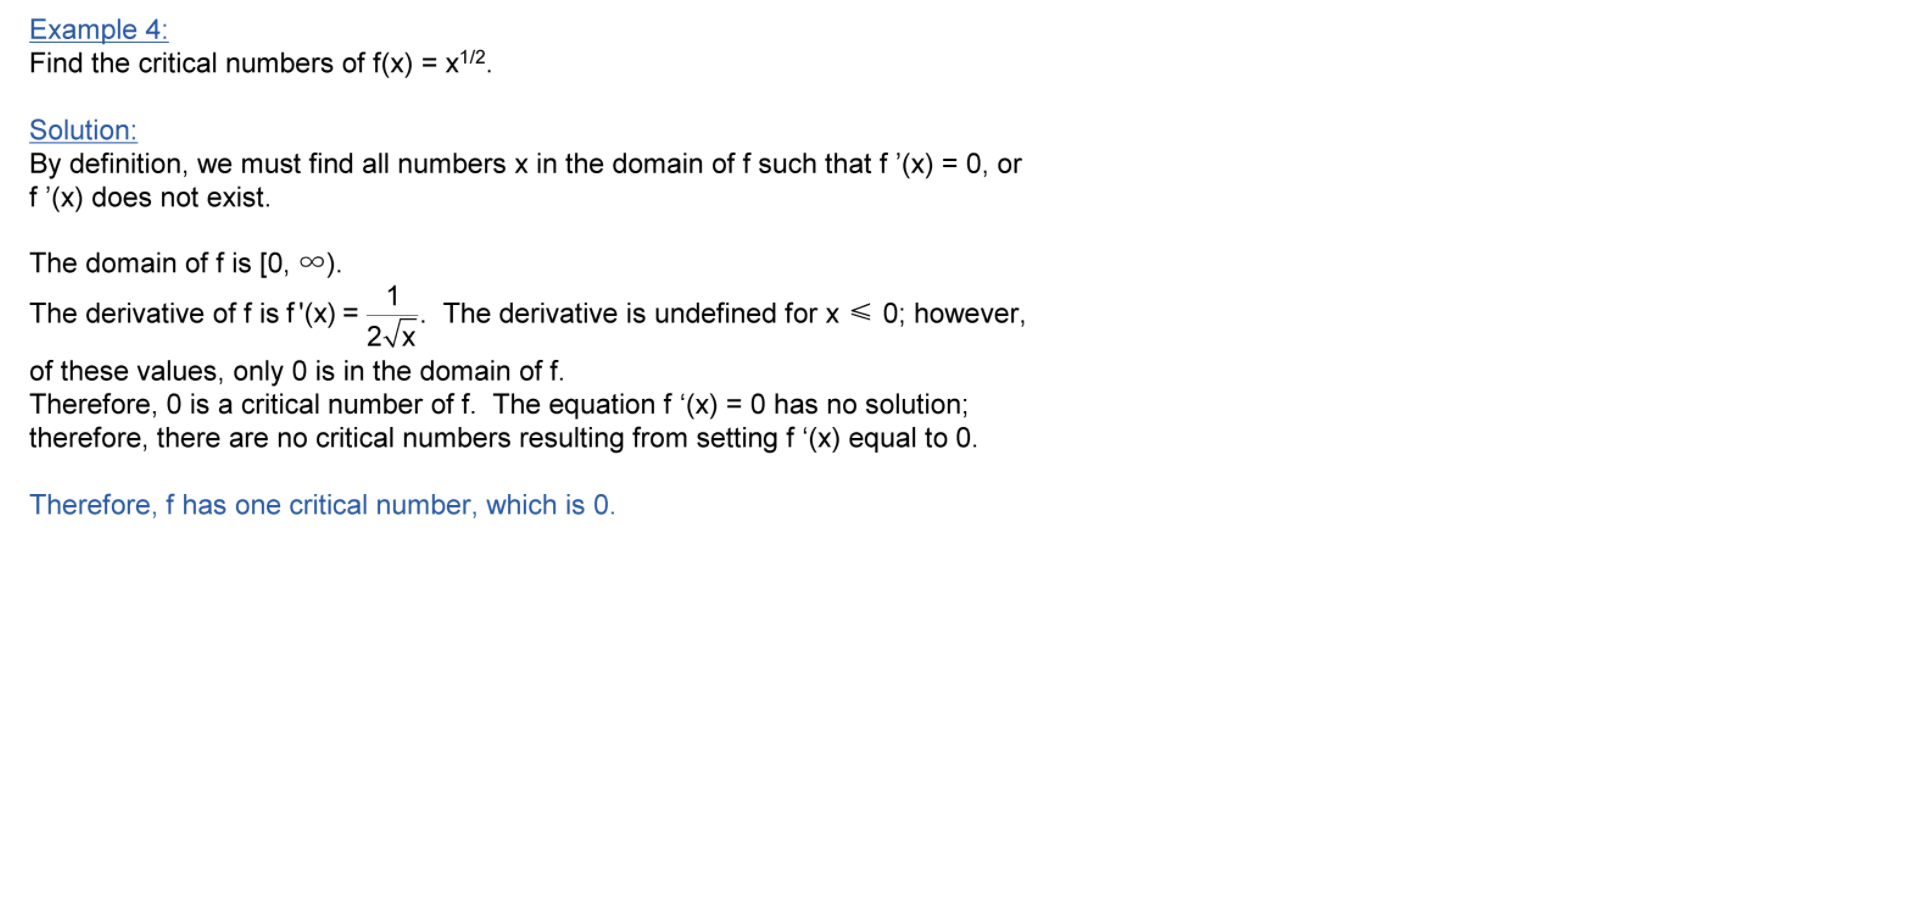 Example 4:
Find the critical numbers of f(x) = x^{1/2}.
Solution:
By definition, we must find all numbers x in the domain of f such that f ’(x) = 0, or
f ’(x) does not exist.
The domain of f is [0, ∞).
The derivative of f is f'(x) = \frac{1}{2\sqrt{x}}. The derivative is undefined for x ⩽ 0; however,
of these values, only 0 is in the domain of f.
Therefore, 0 is a critical number of f. The equation f ‘(x) = 0 has no solution;
therefore, there are no critical numbers resulting from setting f ‘(x) equal to 0.
Therefore, f has one critical number, which is 0.